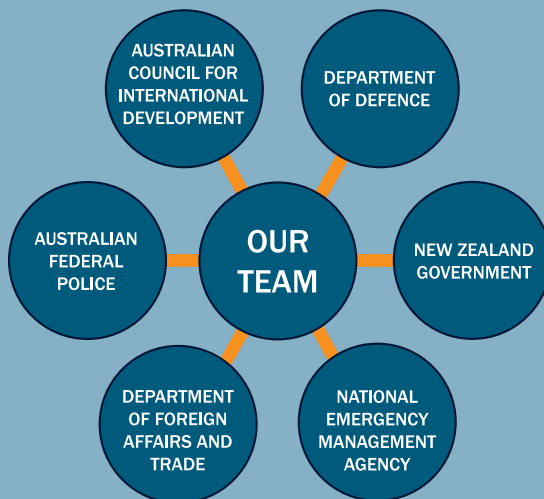 AUSTRALIAN
COUNCIL FOR
INTERNATIONAL
DEVELOPMENT
DEPARTMENT
OF DEFENCE
AUSTRALIAN
FEDERAL
POLICE
OUR
TEAM
NEW ZEALAND
GOVERNMENT
DEPARTMENT
OF FOREIGN
AFFAIRS AND
TRADE
NATIONAL
EMERGENCY
MANAGEMENT
AGENCY